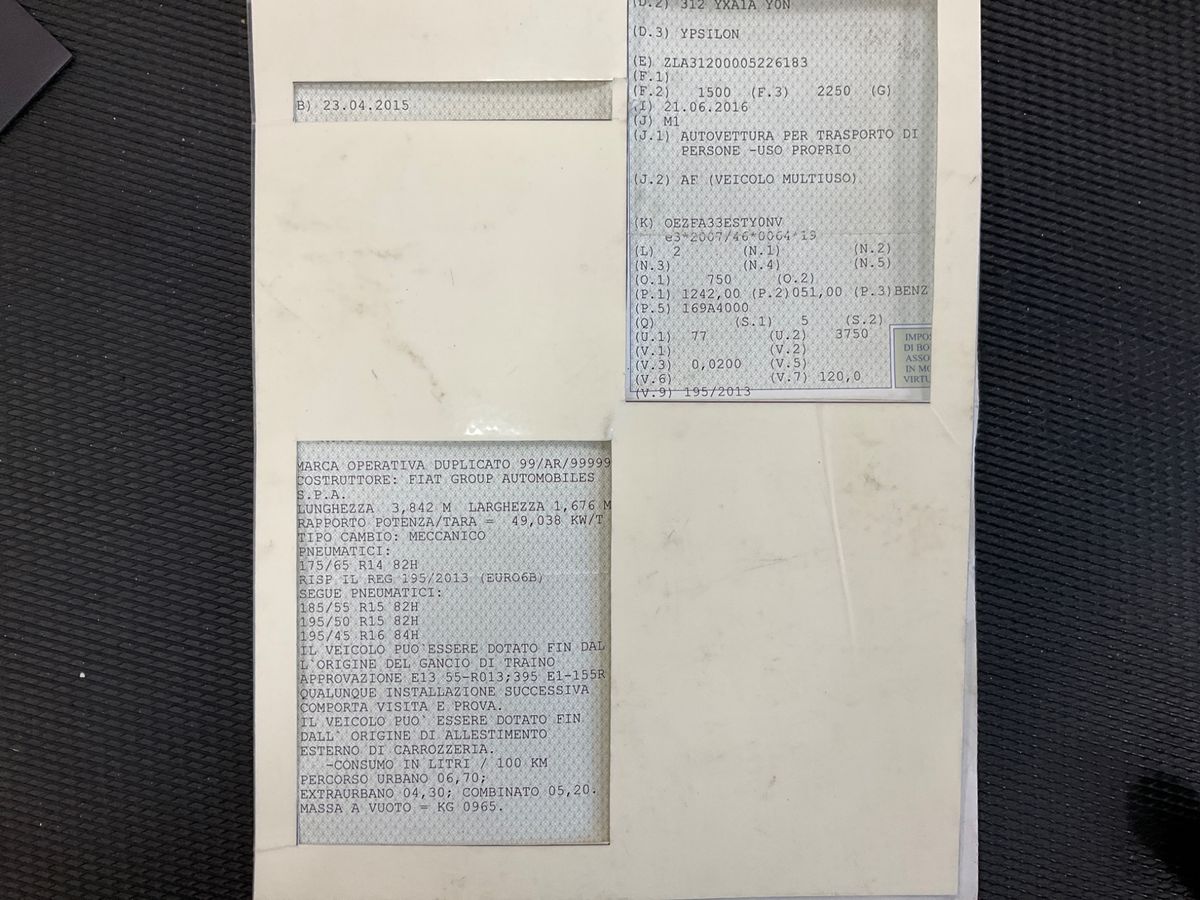 B) 23.04.2015
MARCA OPERATIVA DUPLICATO 99/AR/99999
COSTRUTTORE: FIAT GROUP AUTOMOBILES
S.P.A.
LUNGHEZZA 3,842 M LARGHEZZA 1,676 M
RAPPORTO POTENZA/TARA = 49,038 KW/T
TIPO CAMBIO: MECCANICO
PNEUMATICI:
175/65 R14 82H
RISP IL REG 195/2013 (EURO6B)
SEGUE PNEUMATICI:
185/55 R15 82H
195/50 R15 82H
195/45 R16 84H
IL VEICOLO PUO`ESSERE DOTATO FIN DAL
L`ORIGINE DEL GANCIO DI TRAINO
APPROVAZIONE E13 55-R013;395 E1-155R
QUALUNQUE INSTALLAZIONE SUCCESSIVA
COMPORTA VISITA E PROVA.
IL VEICOLO PUO` ESSERE DOTATO FIN
DALL` ORIGINE DI ALLESTIMENTO
ESTERNO DI CARROZZERIA.
-CONSUMO IN LITRI / 100 KM
PERCORSO URBANO 06,70;
EXTRAURBANO 04,30; COMBINATO 05,20.
MASSA A VUOTO = KG 0965.
(D.2) 312 YXA1A Y0N
(D.3) YPSILON
(E) ZLA31200005226183
(F.1)
(F.2) 1500 (F.3) 2250 (G)
(I) 21.06.2016
(J) M1
(J.1) AUTOVETTURA PER TRASPORTO DI
PERSONE -USO PROPRIO
(J.2) AF (VEICOLO MULTIUSO)
(K) OEZFA33ESTY0NV
e3*2007/46*0064*19
(L) 2 (N.1) (N.2)
(N.3) (N.4) (N.5)
(O.1) 750 (O.2)
(P.1) 1242,00 (P.2)051,00 (P.3)BENZ
(P.5) 169A4000
(Q) (S.1) 5 (S.2)
(U.1) 77 (U.2) 3750
(V.1) (V.2)
(V.3) 0,0200 (V.5)
(V.6) (V.7) 120,0
(V.9) 195/2013
IMPOS
DI BO
ASSO
IN MO
VIRTU